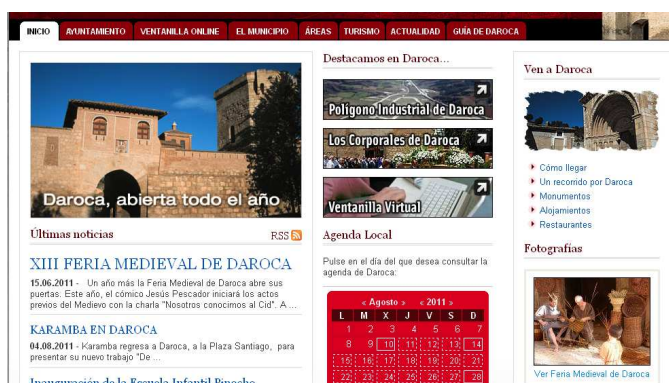 INICIO AYUNTAMIENTO VENTANILLA ONLINE EL MUNICIPIO ÁREAS TURISMO ACTUALIDAD GUÍA DE DAROCA
Daroca, abierta todo el año
Últimas noticias RSS
XIII FERIA MEDIEVAL DE DAROCA
15.06.2011 - Un año más la Feria Medieval de Daroca abre sus
puertas. Este año, el cómico Jesús Pescador iniciará los actos
previos del Medievo con la charla "Nosotros conocimos al Cid". A ...
KARAMBA EN DAROCA
04.08.2011 - Karamba regresa a Daroca, a la Plaza Santiago, para
presentar su nuevo trabajo "De ...
Inauguración de la Escuela Infantil Pinocho
Destacamos en Daroca...
Polígono Industrial de Daroca
Los Corporales de Daroca
Ventanilla Virtual
Agenda Local
Pulse en el día del que desea consultar la
agenda de Daroca:
« Agosto » « 2011 »
L M X J V S D
1 2 3 4 5 6 7
8 9 10 11 12 13 14
15 16 17 18 19 20 21
22 23 24 25 26 27 28
Ven a Daroca
Cómo llegar
Un recorrido por Daroca
Monumentos
Alojamientos
Restaurantes
Fotografías
Ver Feria Medieval de Daroca